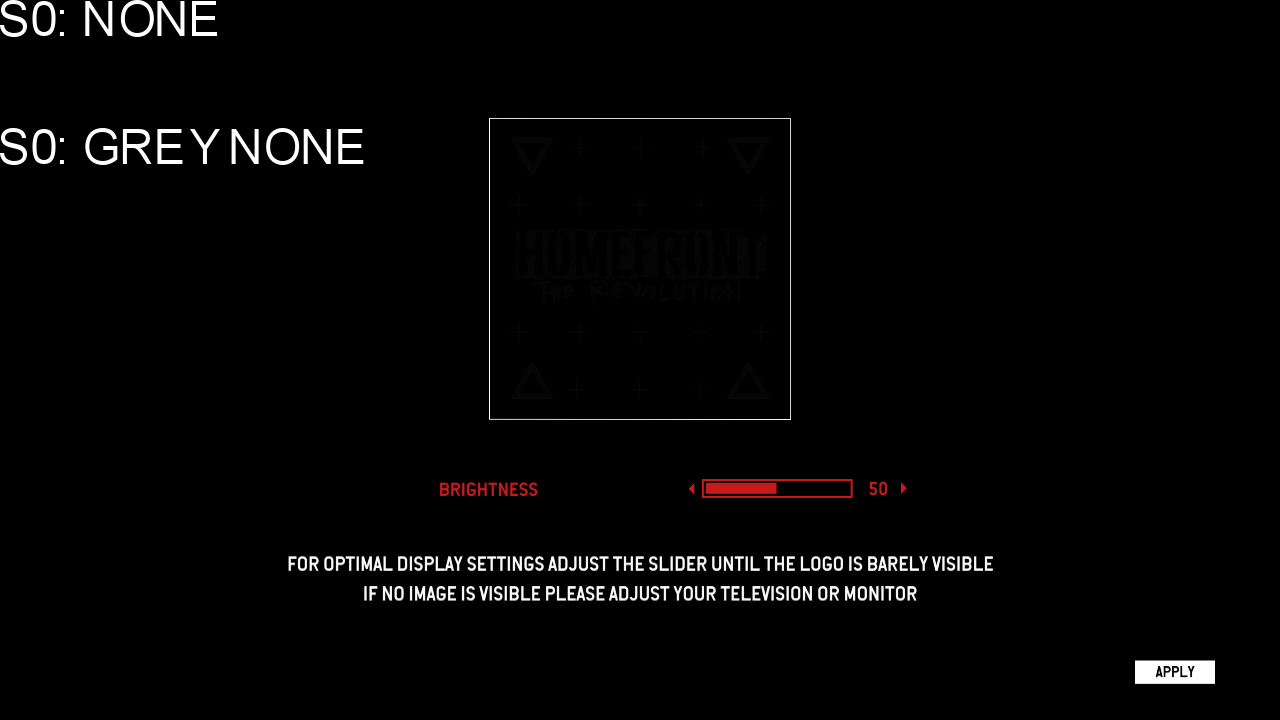 S0: NONE
S0: GREY NONE
HOMEFRONT
THE REVOLUTION
BRIGHTNESS
50
FOR OPTIMAL DISPLAY SETTINGS ADJUST THE SLIDER UNTIL THE LOGO IS BARELY VISIBLE
IF NO IMAGE IS VISIBLE PLEASE ADJUST YOUR TELEVISION OR MONITOR
APPLY